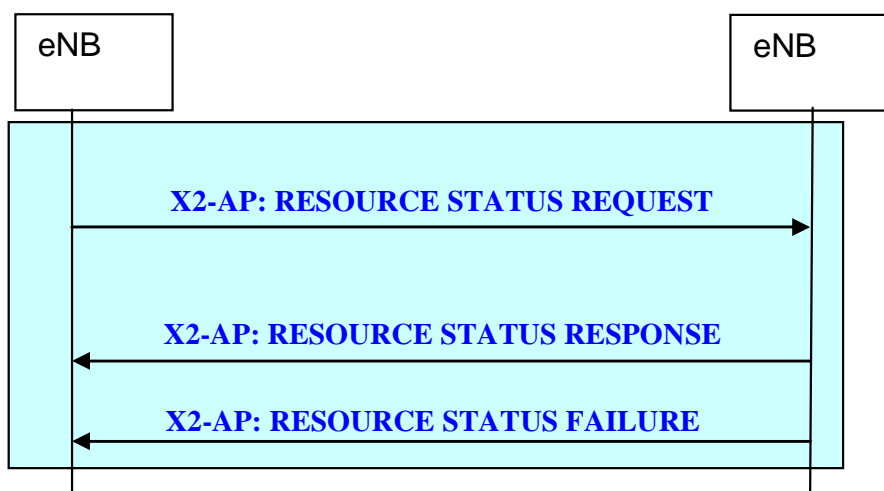 eNB
eNB
X2-AP: RESOURCE STATUS REQUEST
X2-AP: RESOURCE STATUS RESPONSE
X2-AP: RESOURCE STATUS FAILURE